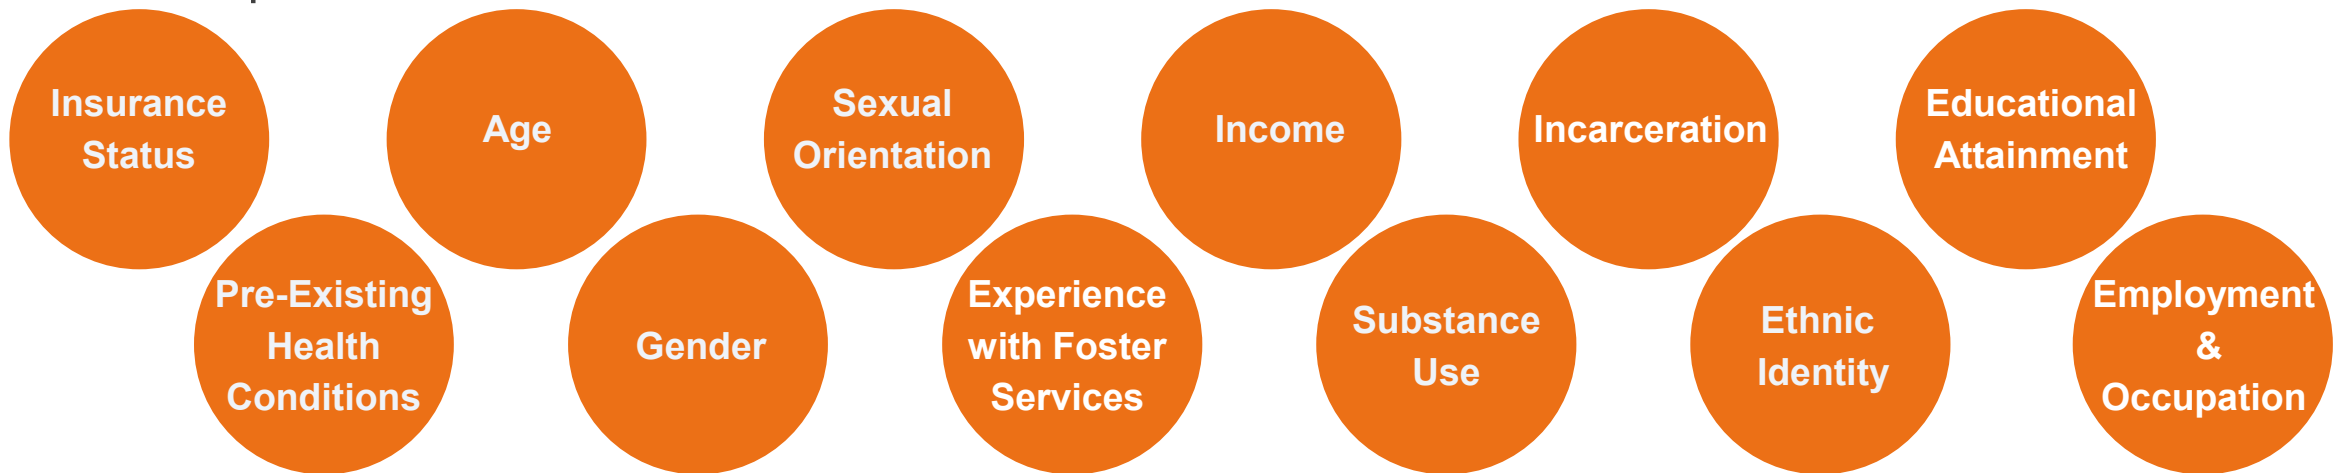 Insurance
Status
Age
Sexual
Orientation
Income
Incarceration
Educational
Attainment
Pre-Existing
Health
Conditions
Gender
Experience
with Foster
Services
Substance
Use
Ethnic
Identity
Employment
&
Occupation